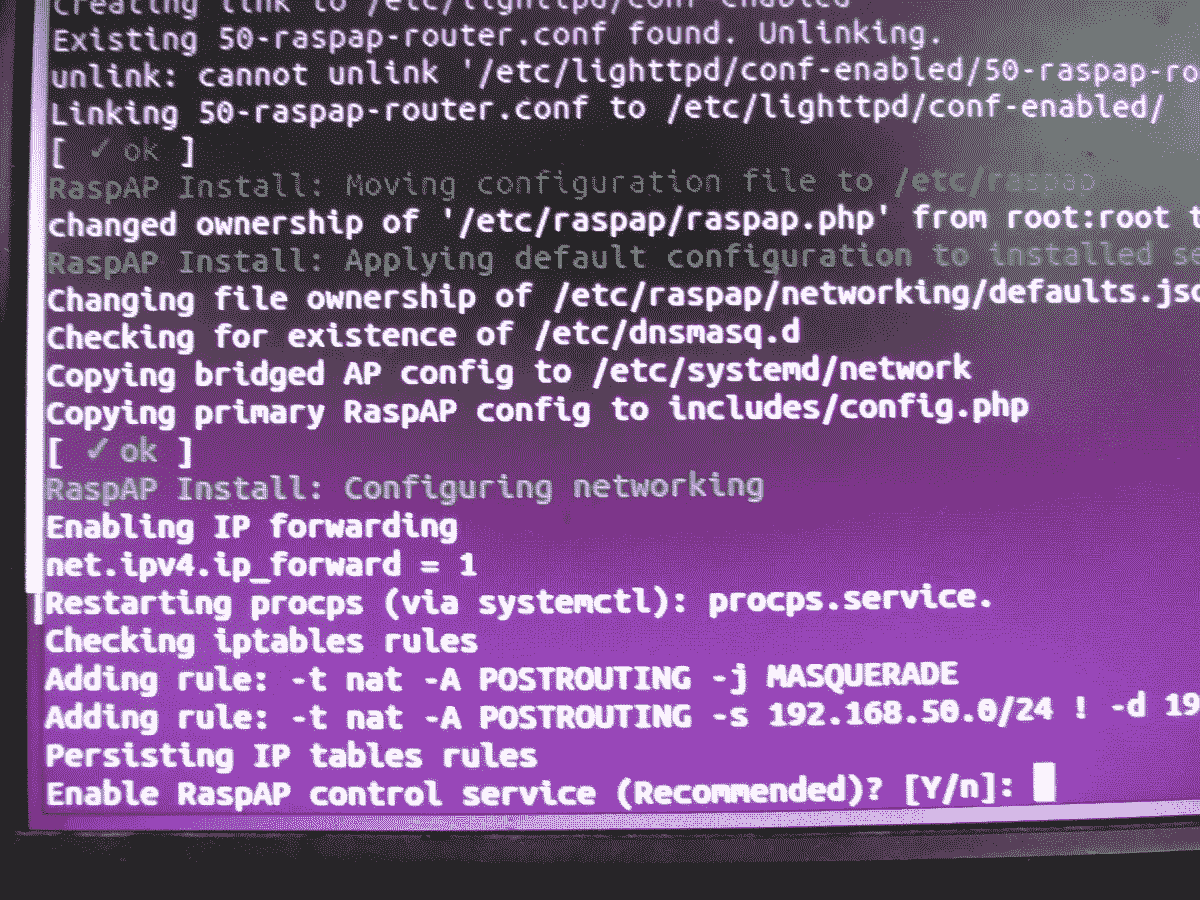 creating link to /etc/lighttpd/conf-enabled
Existing 50-raspap-router.conf found. Unlinking.
unlink: cannot unlink '/etc/lighttpd/conf-enabled/50-raspap-ro
Linking 50-raspap-router.conf to /etc/lighttpd/conf-enabled/
[ ✓ ok ]
RaspAP Install: Moving configuration file to /etc/raspap
changed ownership of '/etc/raspap/raspap.php' from root:root t
RaspAP Install: Applying default configuration to installed se
Changing file ownership of /etc/raspap/networking/defaults.jso
Checking for existence of /etc/dnsmasq.d
Copying bridged AP config to /etc/systemd/network
Copying primary RaspAP config to includes/config.php
[ ✓ ok ]
RaspAP Install: Configuring networking
Enabling IP forwarding
net.ipv4.ip_forward = 1
Restarting procps (via systemctl): procps.service.
Checking iptables rules
Adding rule: -t nat -A POSTROUTING -j MASQUERADE
Adding rule: -t nat -A POSTROUTING -s 192.168.50.0/24 ! -d 19
Persisting IP tables rules
Enable RaspAP control service (Recommended)? [Y/n]: